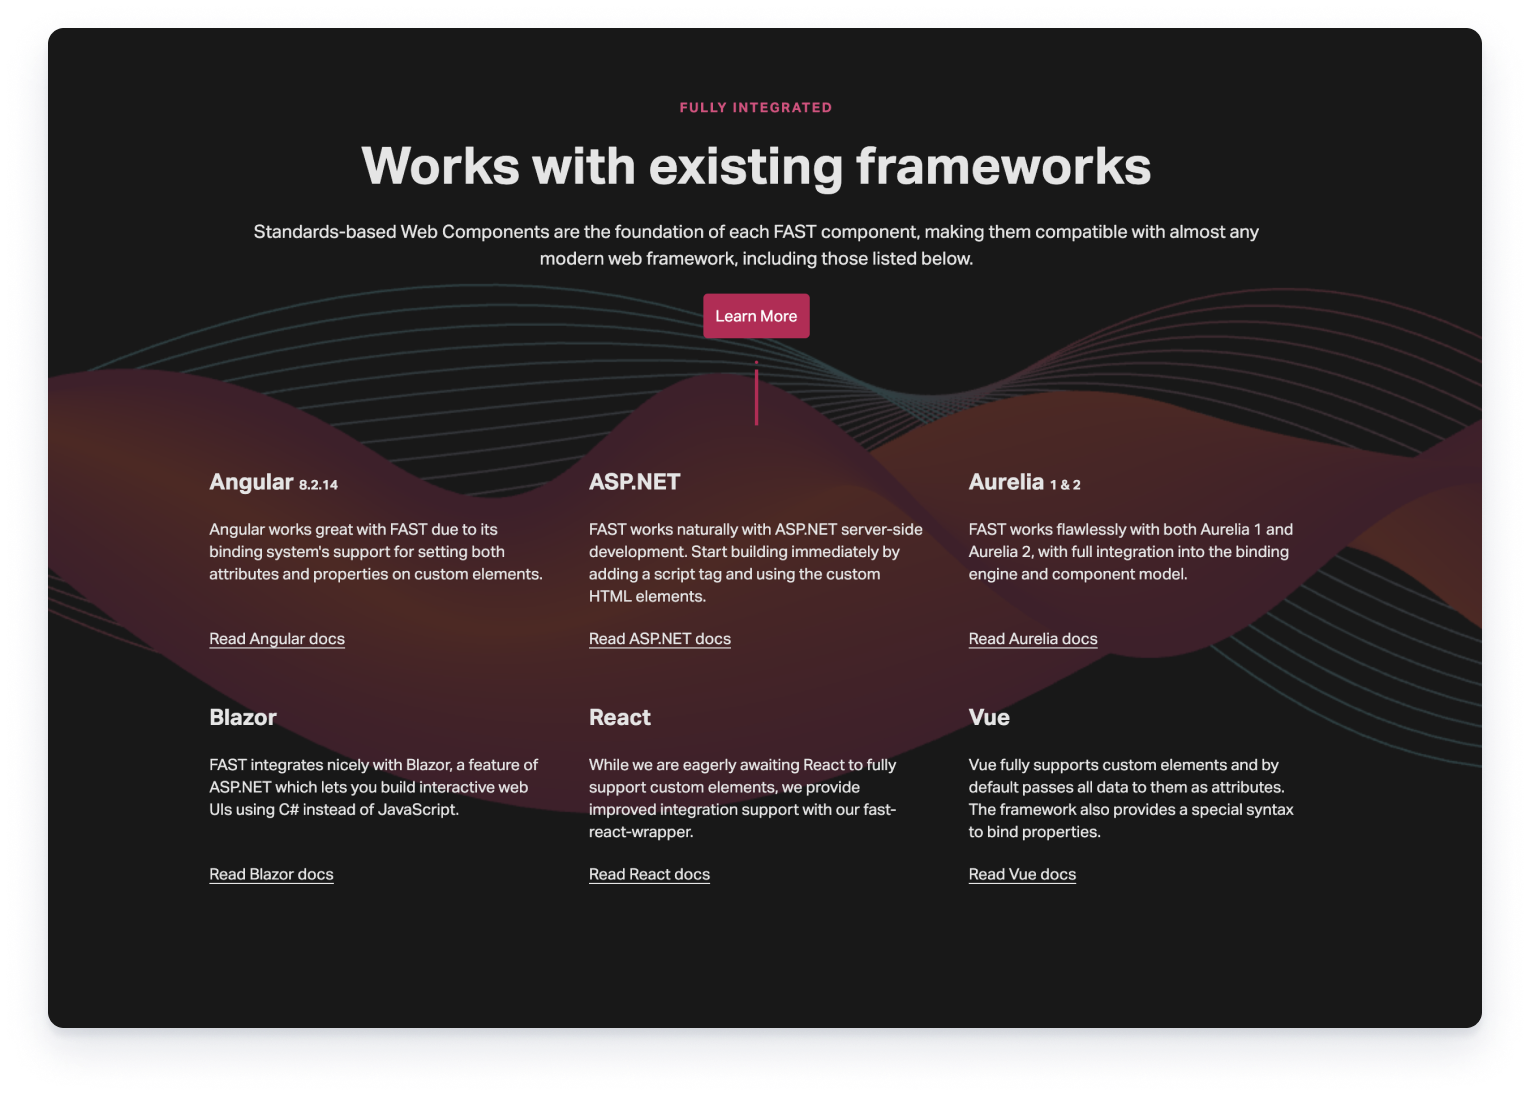 FULLY INTEGRATED
Works with existing frameworks
Standards-based Web Components are the foundation of each FAST component, making them compatible with almost any
modern web framework, including those listed below.
Learn More
Angular 8.2.14
Angular works great with FAST due to its
binding system's support for setting both
attributes and properties on custom elements.
Read Angular docs
ASP.NET
FAST works naturally with ASP.NET server-side
development. Start building immediately by
adding a script tag and using the custom
HTML elements.
Read ASP.NET docs
Aurelia 1 & 2
FAST works flawlessly with both Aurelia 1 and
Aurelia 2, with full integration into the binding
engine and component model.
Read Aurelia docs
Blazor
FAST integrates nicely with Blazor, a feature of
ASP.NET which lets you build interactive web
UIs using C# instead of JavaScript.
Read Blazor docs
React
While we are eagerly awaiting React to fully
support custom elements, we provide
improved integration support with our fast-
react-wrapper.
Read React docs
Vue
Vue fully supports custom elements and by
default passes all data to them as attributes.
The framework also provides a special syntax
to bind properties.
Read Vue docs